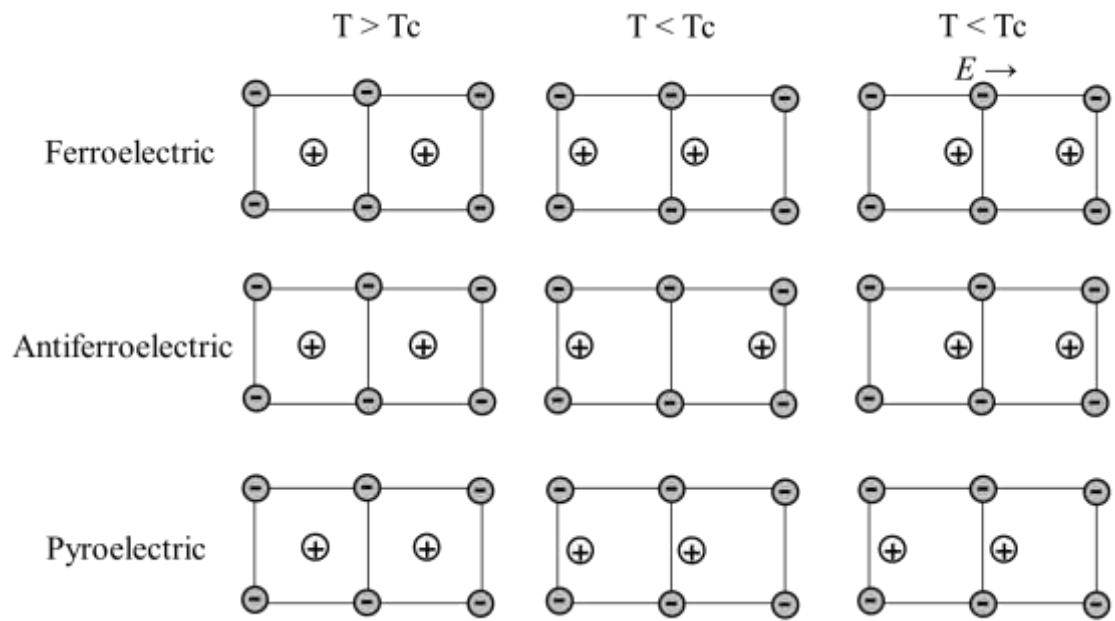 T > Tc T < Tc T < Tc
E →
Ferroelectric
Antiferroelectric
Pyroelectric